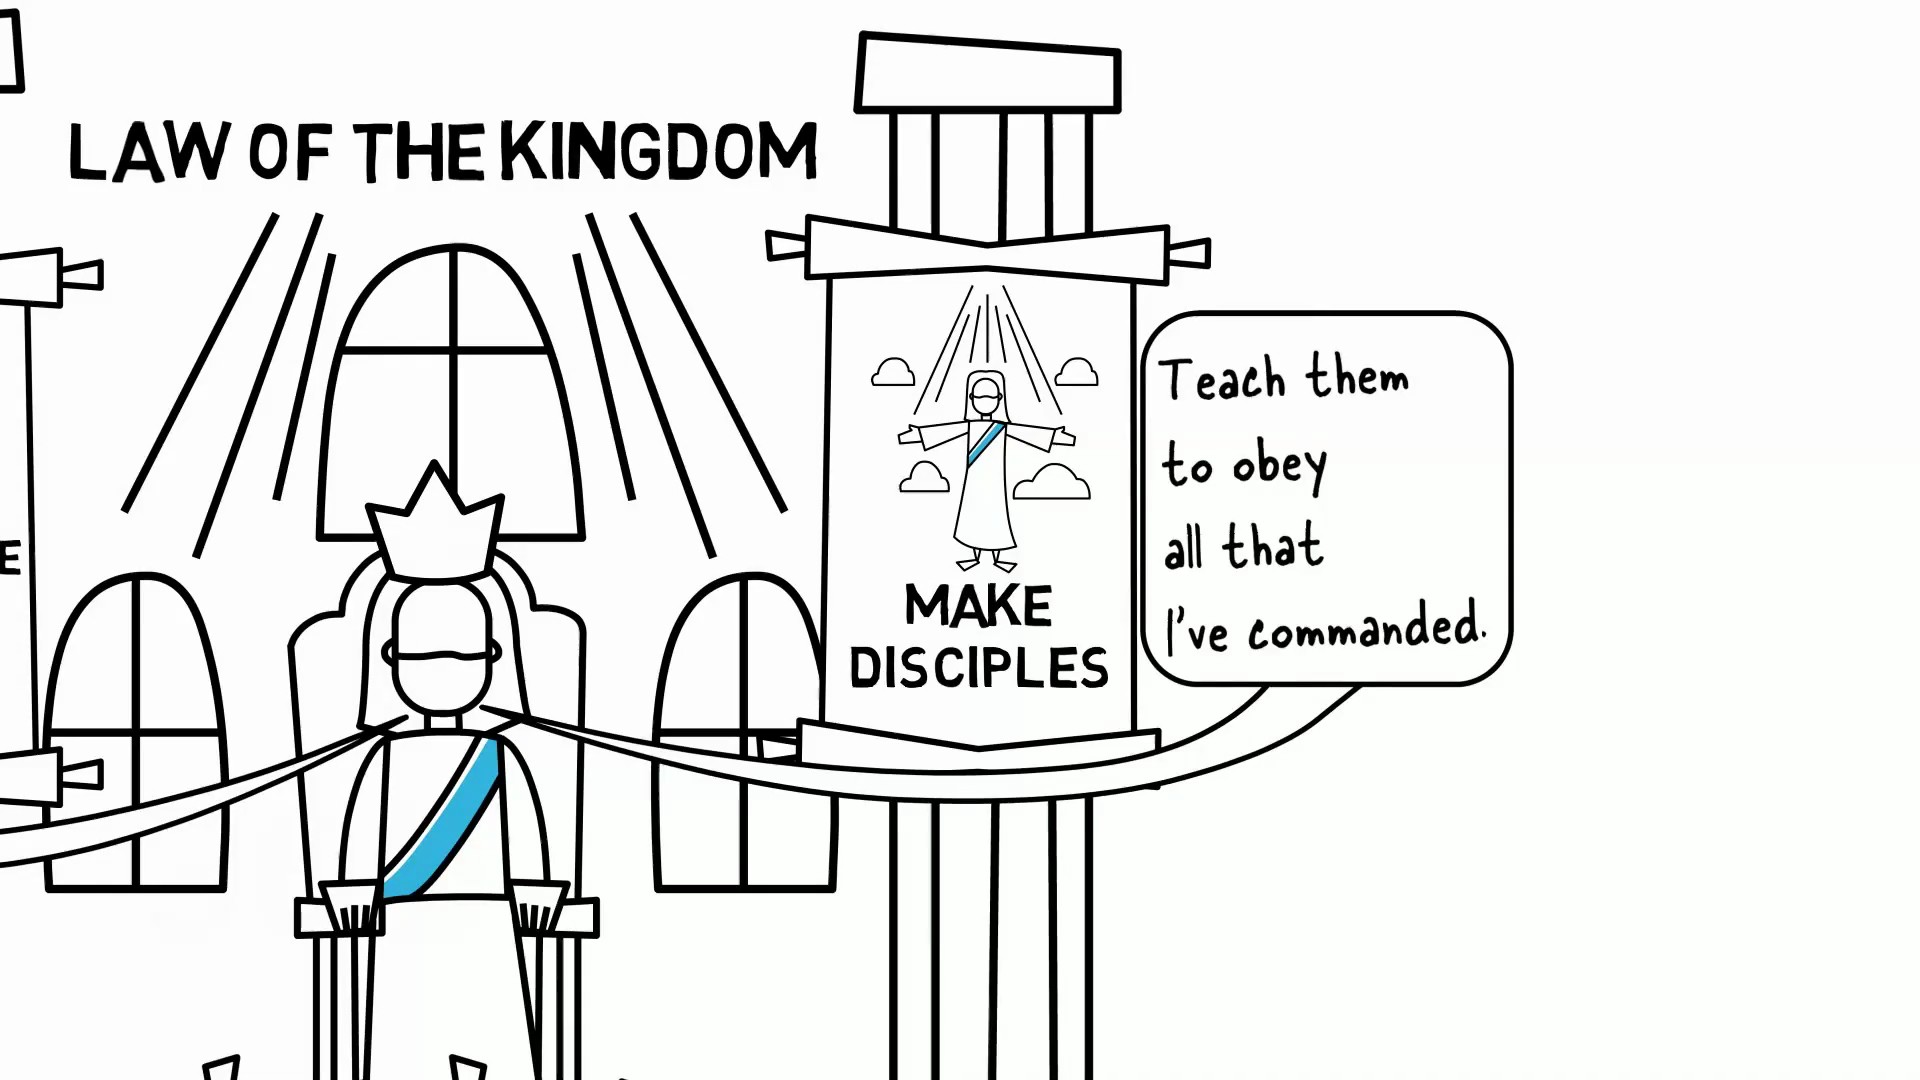 LAW OF THE KINGDOM
E
MAKE
DISCIPLES
Teach them
to obey
all that
I've commanded.